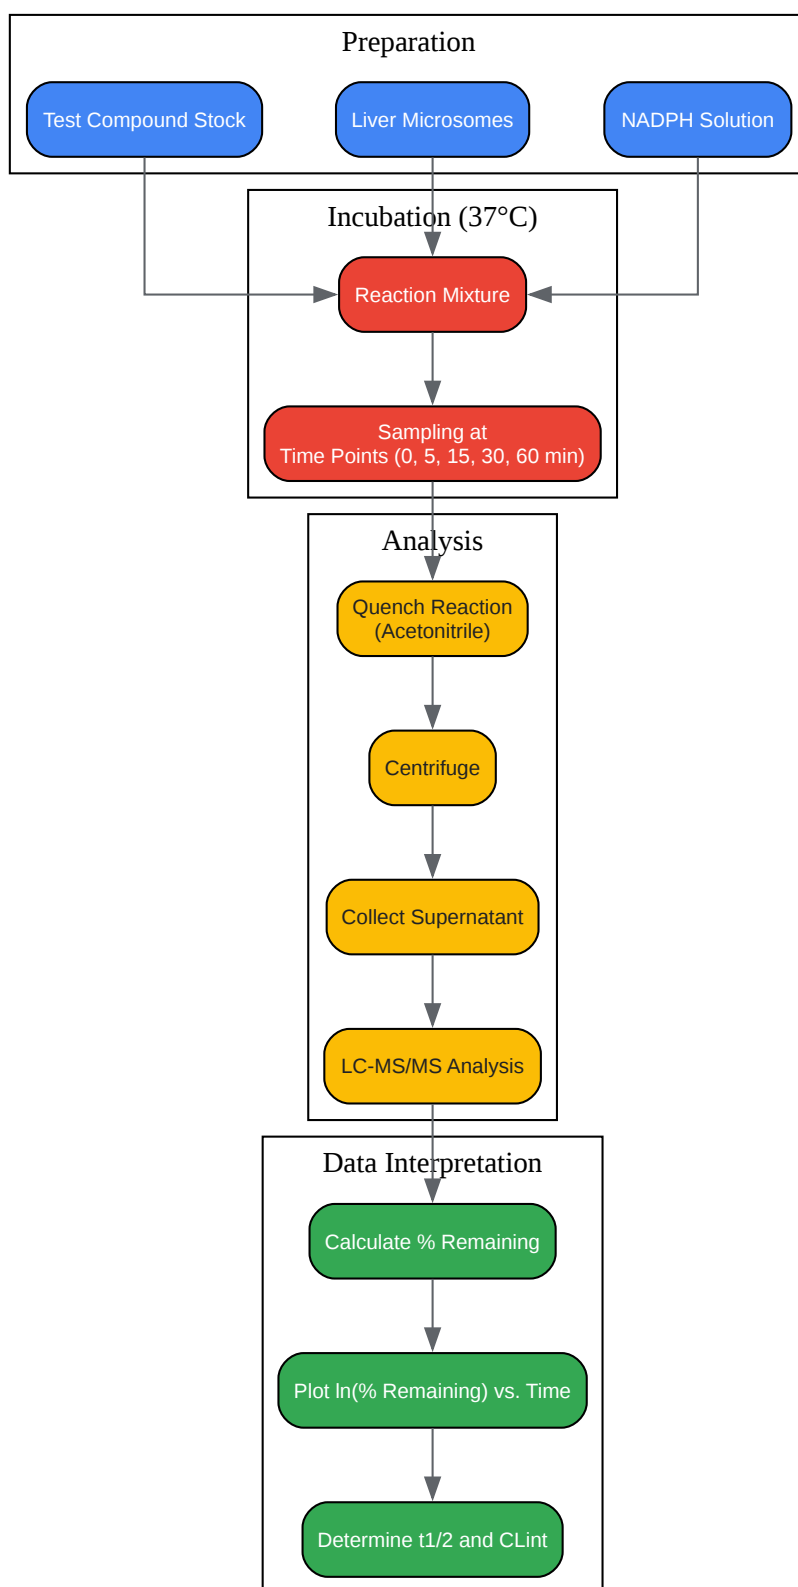 Preparation
Test Compound Stock
Liver Microsomes
NADPH Solution
Incubation (37°C)
Reaction Mixture
Sampling at
Time Points (0, 5, 15, 30, 60 min)
Analysis
Quench Reaction
(Acetonitrile)
Centrifuge
Collect Supernatant
LC-MS/MS Analysis
Data Interpretation
Calculate % Remaining
Plot ln(% Remaining) vs. Time
Determine t1/2 and CLint